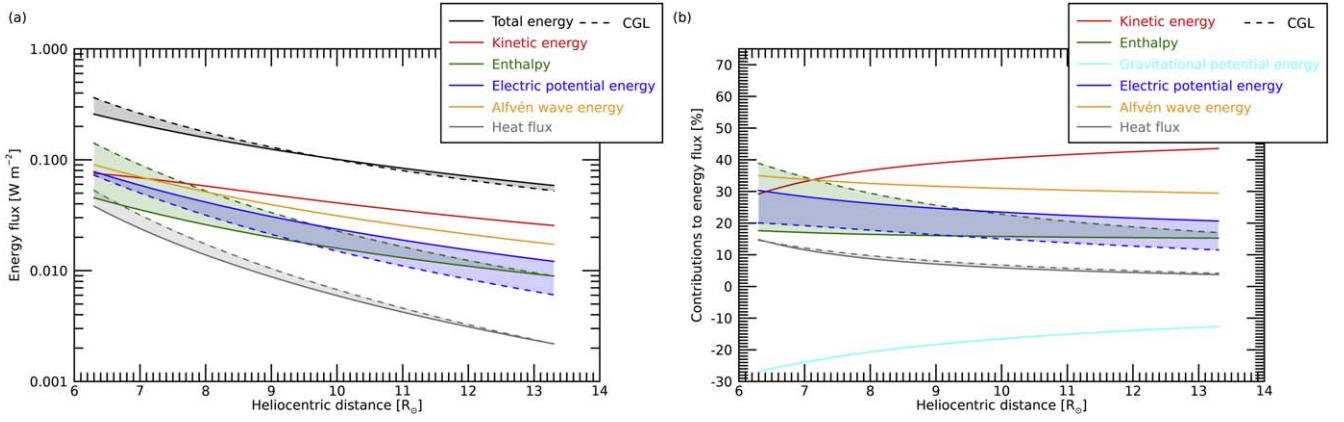 (a)
Total energy
CGL
Kinetic energy
Enthalpy
Electric potential energy
Alfvén wave energy
Heat flux
1.000
0.100
0.010
0.001
Energy flux [W m⁻²]
6 7 8 9 10 11 12 13 14
Heliocentric distance [R☉]
(b)
Kinetic energy
CGL
Enthalpy
Gravitational potential energy
Electric potential energy
Alfvén wave energy
Heat flux
70
60
50
40
30
20
10
0
-10
-20
-30
Contributions to energy flux [%]
6 7 8 9 10 11 12 13 14
Heliocentric distance [R☉]